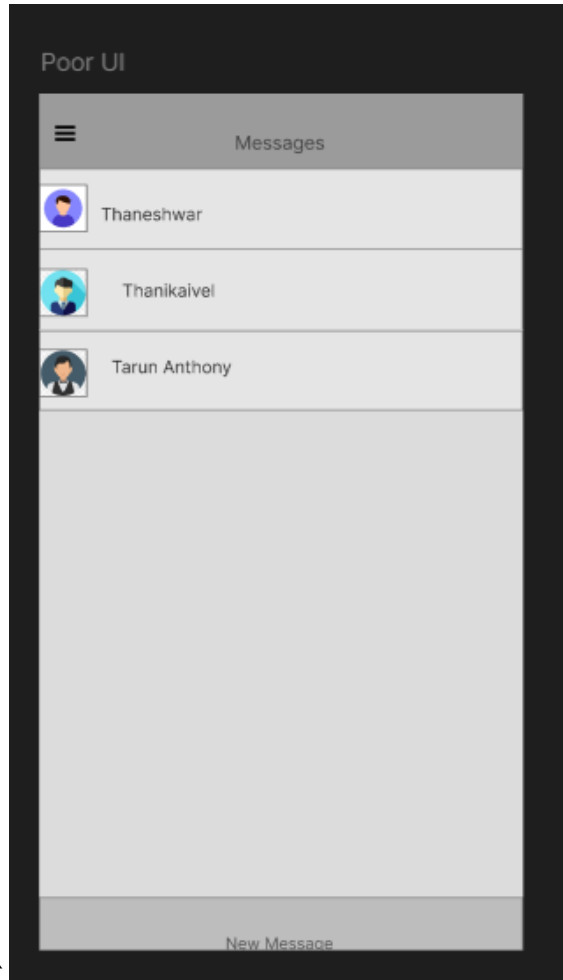 Poor UI
Messages
Thaneshwar
Thanikaivel
Tarun Anthony
New Message